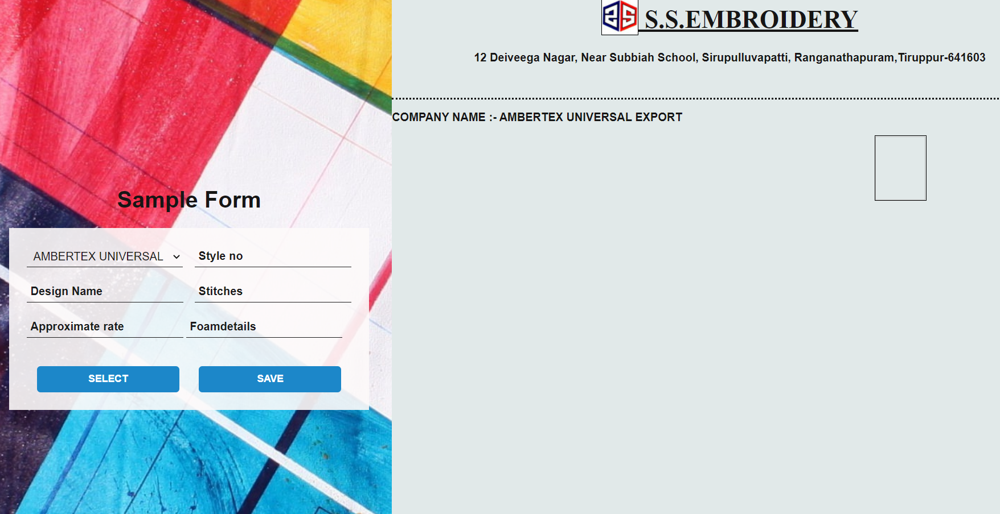 S.S.EMBROIDERY
12 Deiveega Nagar, Near Subbiah School, Sirupulluvapatti, Ranganathapuram,Tiruppur-641603
COMPANY NAME :- AMBERTEX UNIVERSAL EXPORT
Sample Form
AMBERTEX UNIVERSAL
Style no
Design Name
Stitches
Approximate rate
Foamdetails
SELECT
SAVE